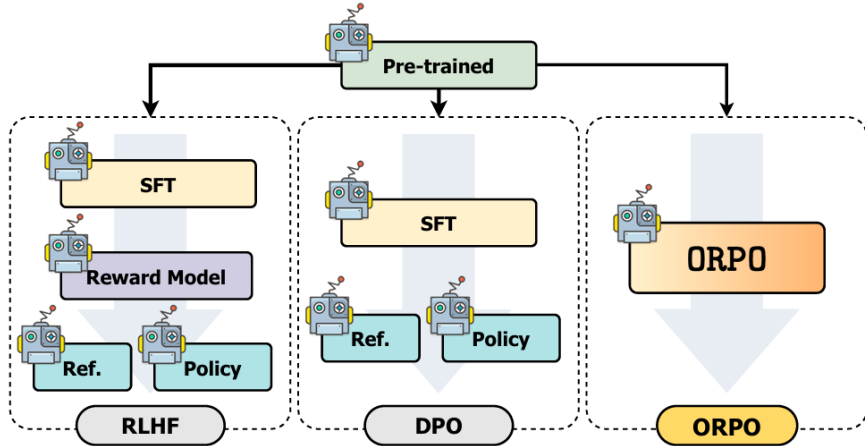 Pre-trained
SFT
Reward Model
Ref.
Policy
RLHF
SFT
Ref.
Policy
DPO
ORPO
ORPO